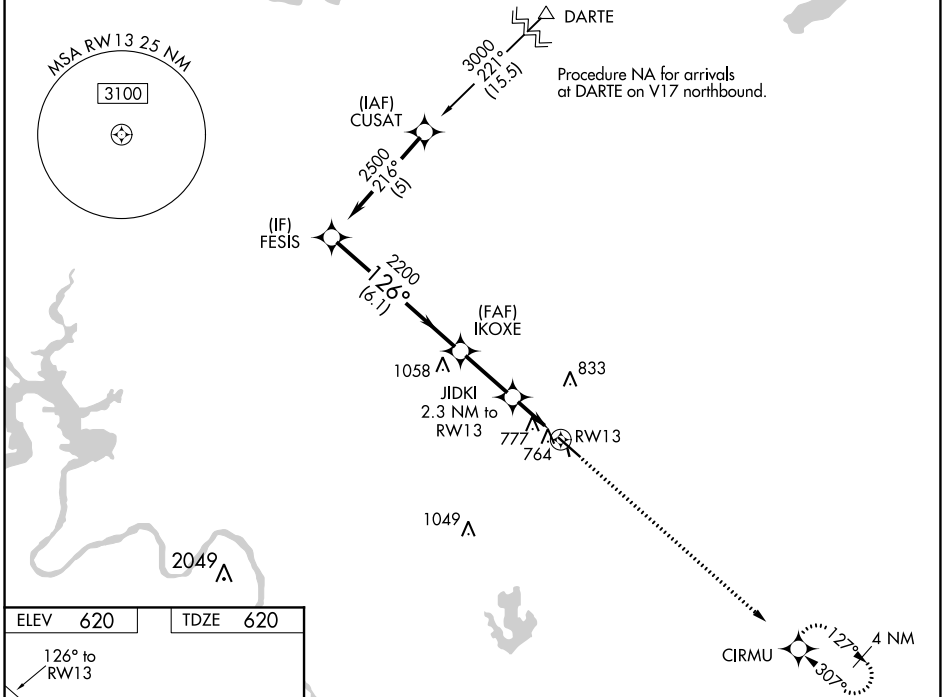 DARTE
MSA RW13 25 NM
3100
3000
221°
(15.5)
Procedure NA for arrivals
at DARTE on V17 northbound.
(IAF)
CUSAT
2500
216°
(5)
(IF)
FESIS
2200
126°
(6.1)
(FAF)
IKOXE
1058
833
JIDKI
2.3 NM to
RW13
777
764
RW13
1049
2049
ELEV 620
TDZE 620
126° to
RW13
CIRMU
127°
4 NM
307°